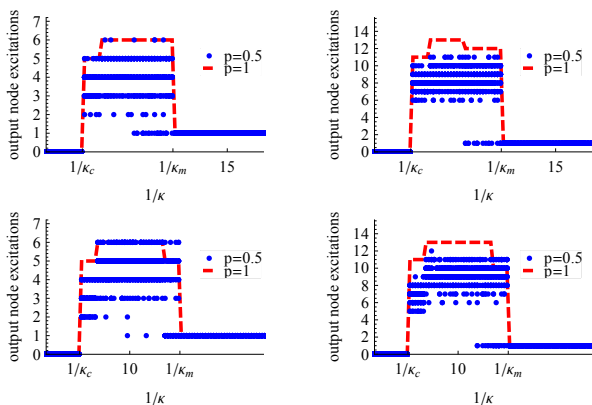 output node excitations
7
6
5
4
3
2
1
0
p=0.5
p=1
1/κc
1/κm
15
1/κ
output node excitations
14
12
10
8
6
4
2
0
p=0.5
p=1
1/κc
1/κm
15
1/κ
output node excitations
7
6
5
4
3
2
1
0
p=0.5
p=1
1/κc
10
1/κm
1/κ
output node excitations
14
12
10
8
6
4
2
0
p=0.5
p=1
1/κc
10
1/κm
1/κ